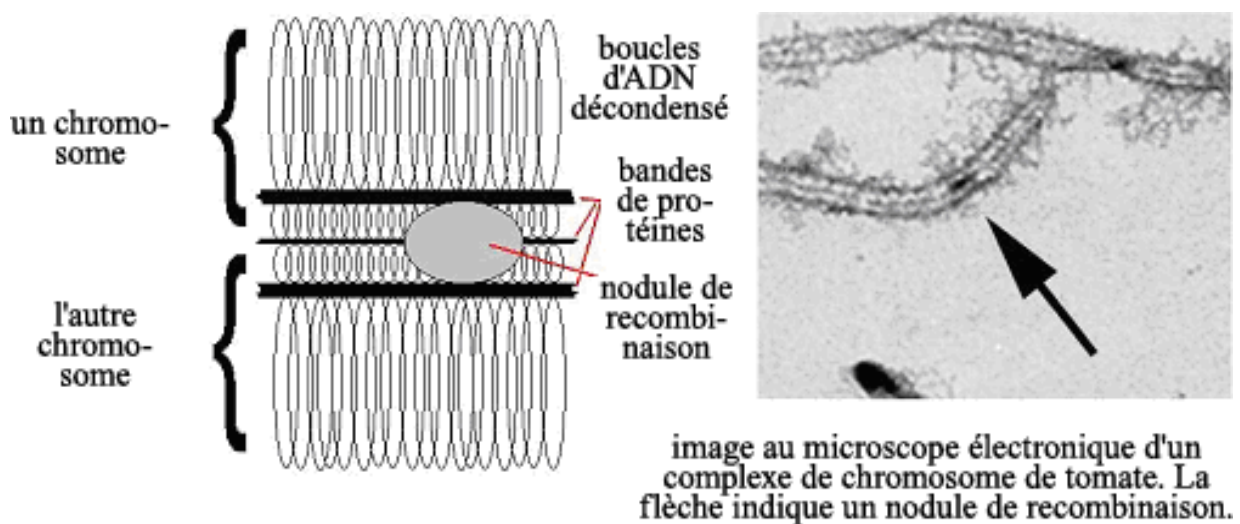 un chromo-
some
l'autre
chromo-
some
boucles
d'ADN
décondensé
bandes
de pro-
téines
nodule de
recombi-
naison
image au microscope électronique d'un
complexe de chromosome de tomate. La
flèche indique un nodule de recombinaison.